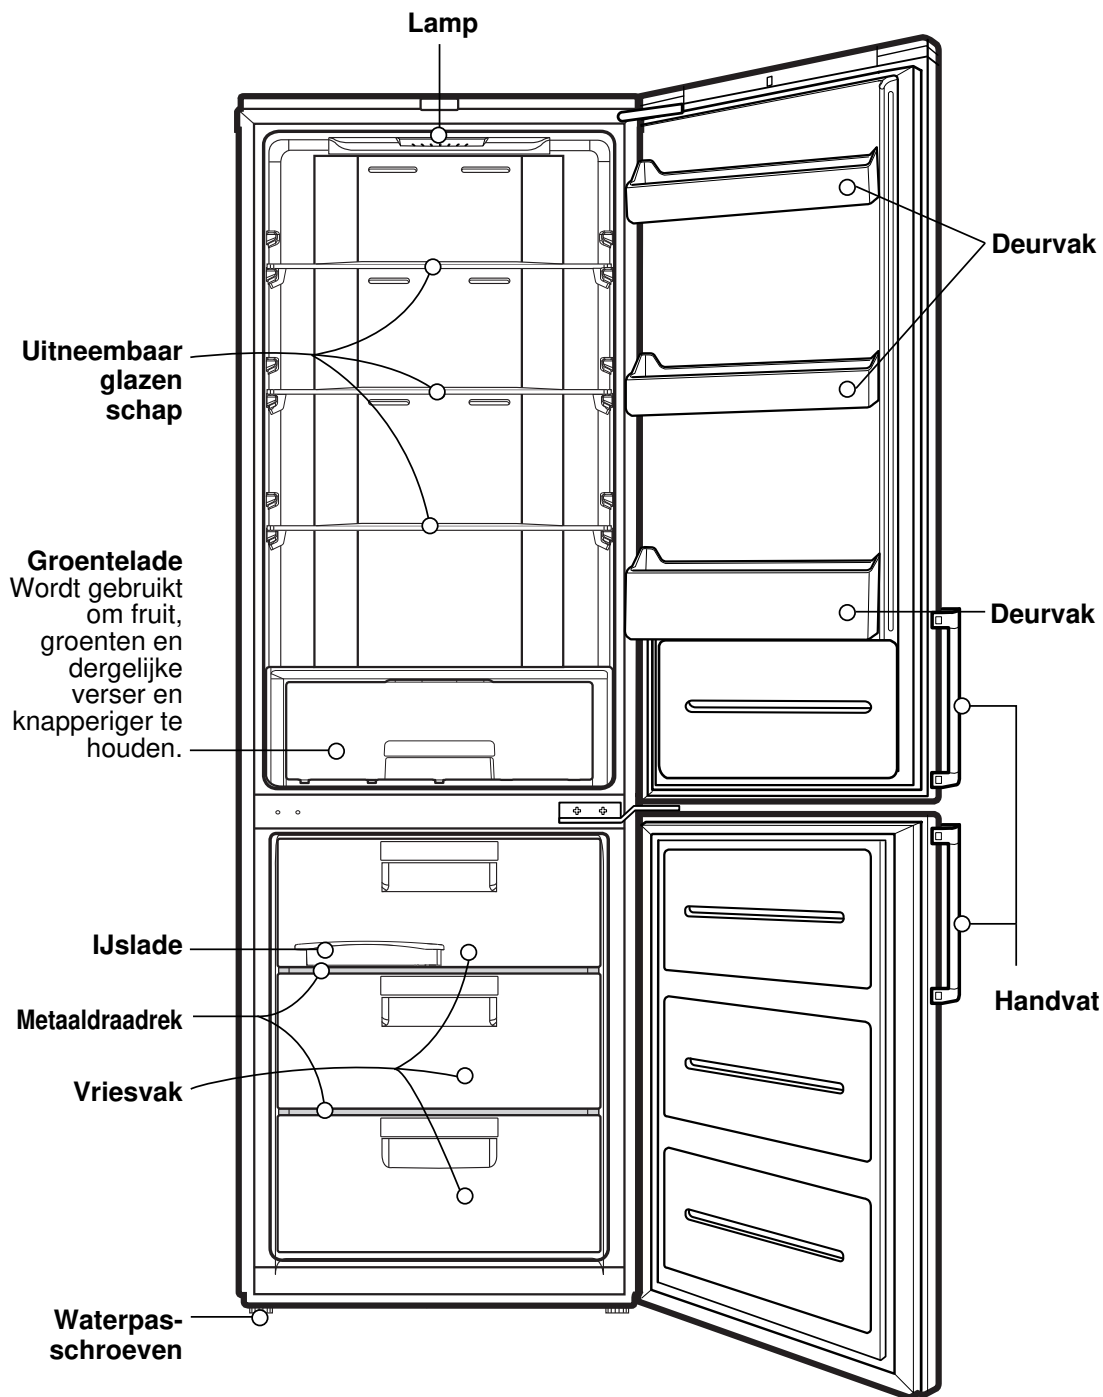 Lamp
Deurvak
Uitneembaar
glazen
schap
Groentelade
Wordt gebruikt
om fruit,
groenten en
dergelijke
verser en
knapperiger te
houden.
Deurvak
IJslade
Metaaldraadrek
Handvat
Vriesvak
Waterpas-
schroeven